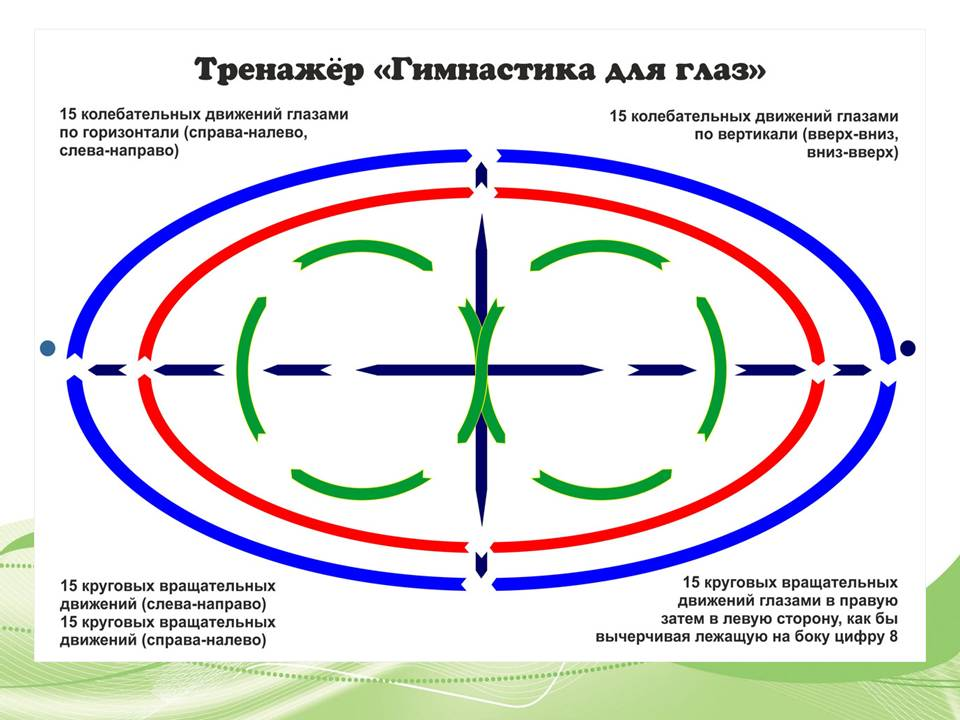 Тренажёр «Гимнастика для глаз»
15 колебательных движений глазами
по горизонтали (справа-налево,
слева-направо)
15 колебательных движений глазами
по вертикали (вверх-вниз,
вниз-вверх)
15 круговых вращательных
движений (слева-направо)
15 круговых вращательных
движений (справа-налево)
15 круговых вращательных
движений глазами в правую
затем в левую сторону, как бы
вычерчивая лежащую на боку цифру 8